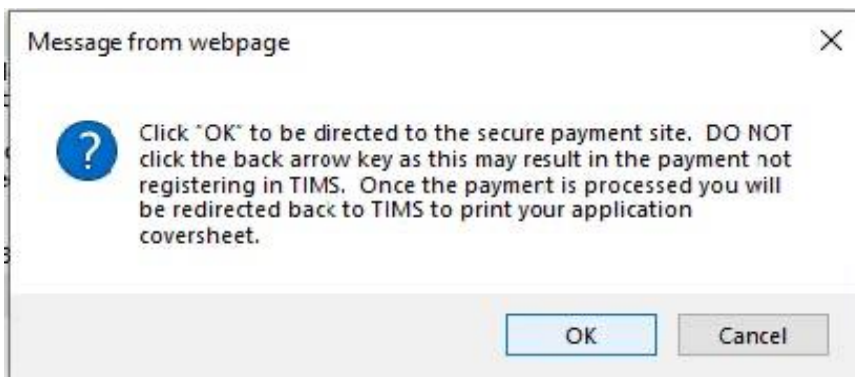 Message from webpage
Click "OK" to be directed to the secure payment site. DO NOT
click the back arrow key as this may result in the payment not
registering in TIMS. Once the payment is processed you will
be redirected back to TIMS to print your application
coversheet.
OK Cancel